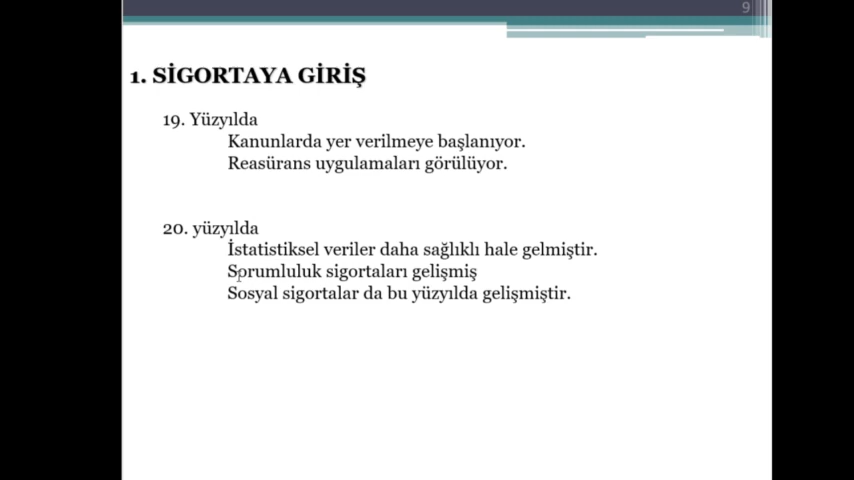 9
1. SİGORTAYA GİRİŞ
19. Yüzyılda
Kanunlarda yer verilmeye başlanıyor.
Reasürans uygulamaları görülüyor.
20. yüzyılda
İstatistiksel veriler daha sağlıklı hale gelmiştir.
Sorumluluk sigortaları gelişmiş
Sosyal sigortalar da bu yüzyılda gelişmiştir.